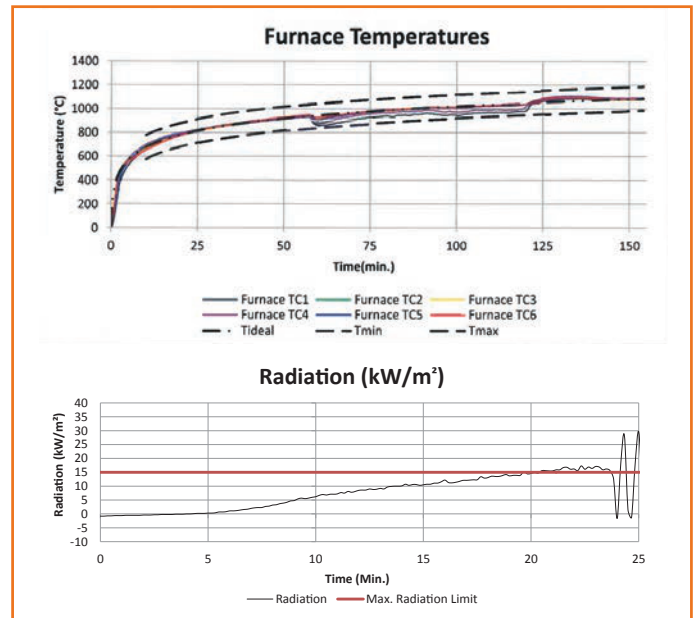 Furnace Temperatures
Temperature (°C)
1400
1200
1000
800
600
400
200
0
0 25 50 75 100 125 150
Time(min.)
Furnace TC1 Furnace TC2 Furnace TC3
Furnace TC4 Furnace TC5 Furnace TC6
Tideal Tmin Tmax
Radiation (kW/m²)
Radiation (kW/m²)
40
35
30
25
20
15
10
5
0
-5
-10
0 5 10 15 20 25
Time (Min.)
Radiation Max. Radiation Limit